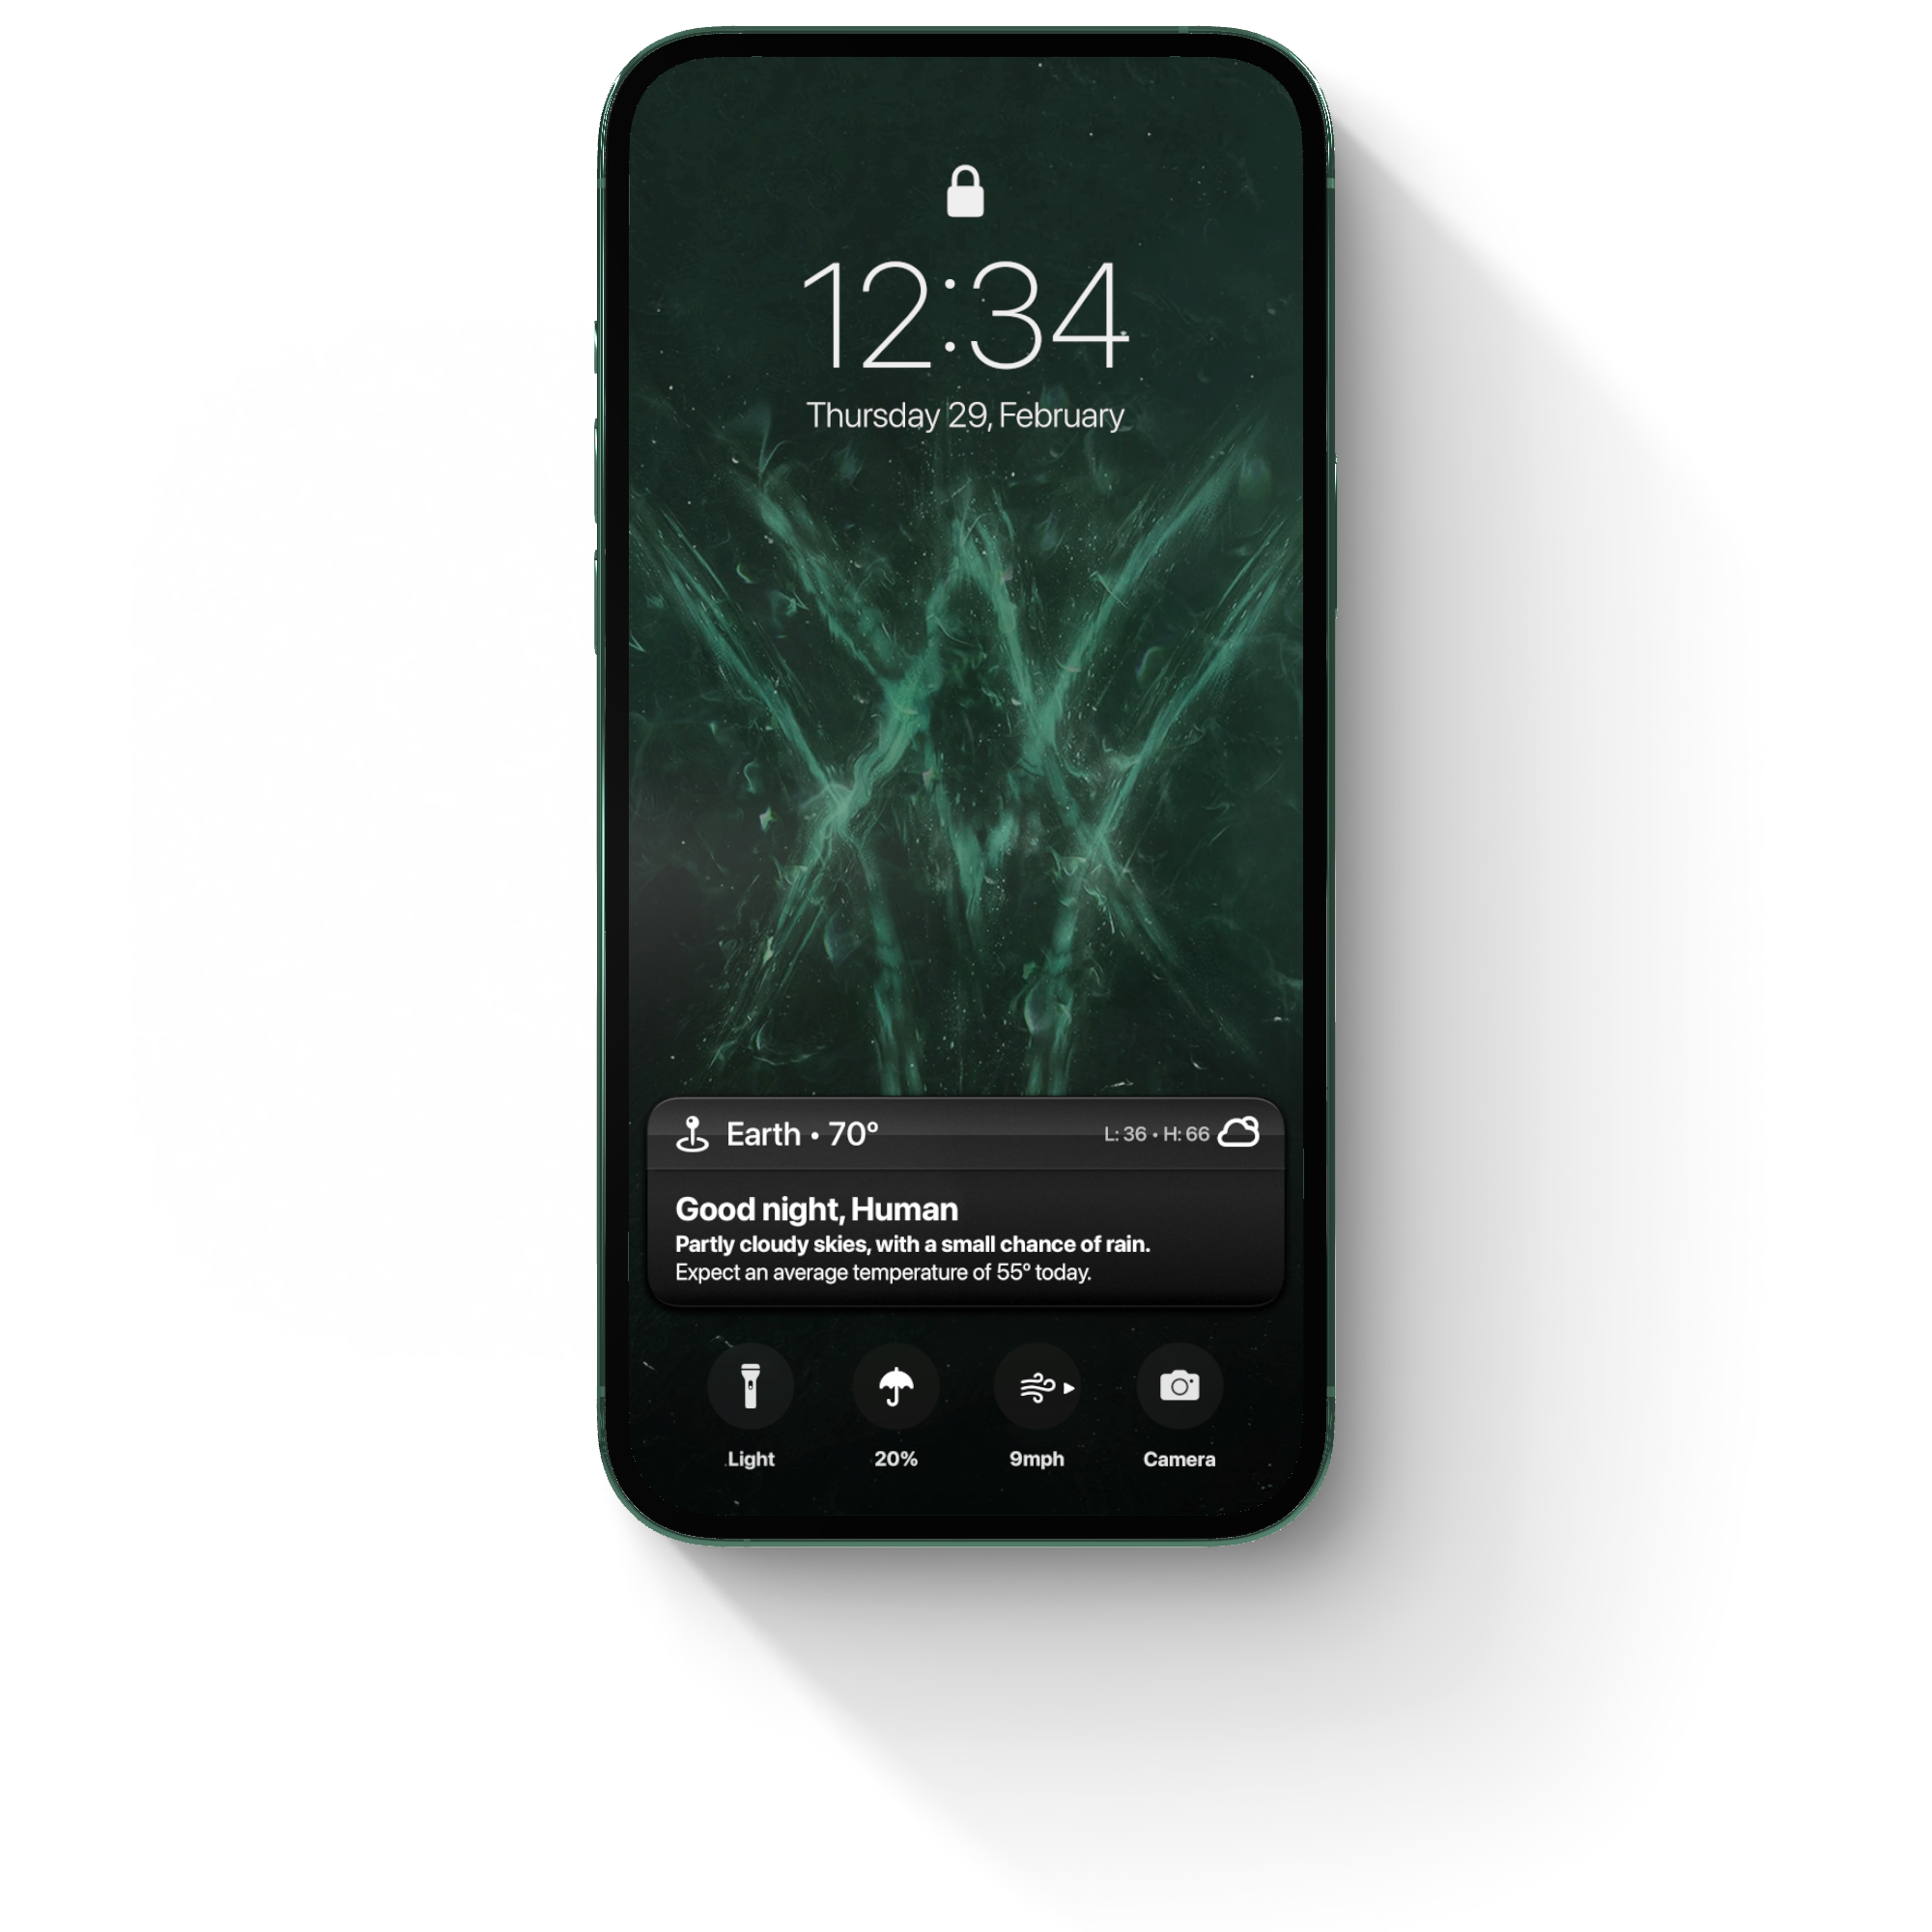 12:34
Thursday 29, February
Earth • 70°
L: 36 • H: 66
Good night, Human
Partly cloudy skies, with a small chance of rain.
Expect an average temperature of 55° today.
Light
20%
9mph
Camera